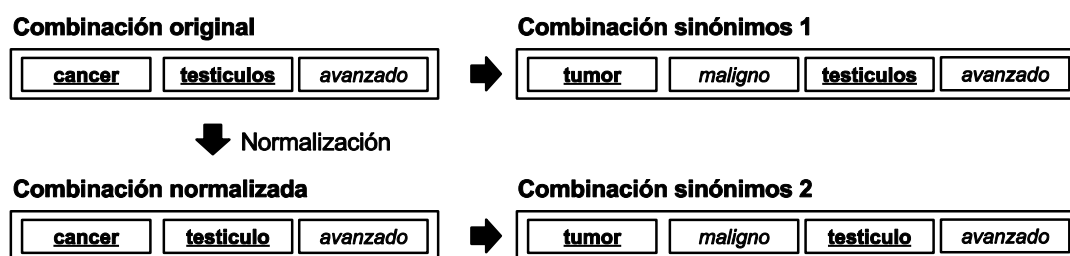 Combinación original
cancer testiculos avanzado
Combinación sinónimos 1
tumor maligno testiculos avanzado
Normalización
Combinación normalizada
cancer testiculo avanzado
Combinación sinónimos 2
tumor maligno testiculo avanzado